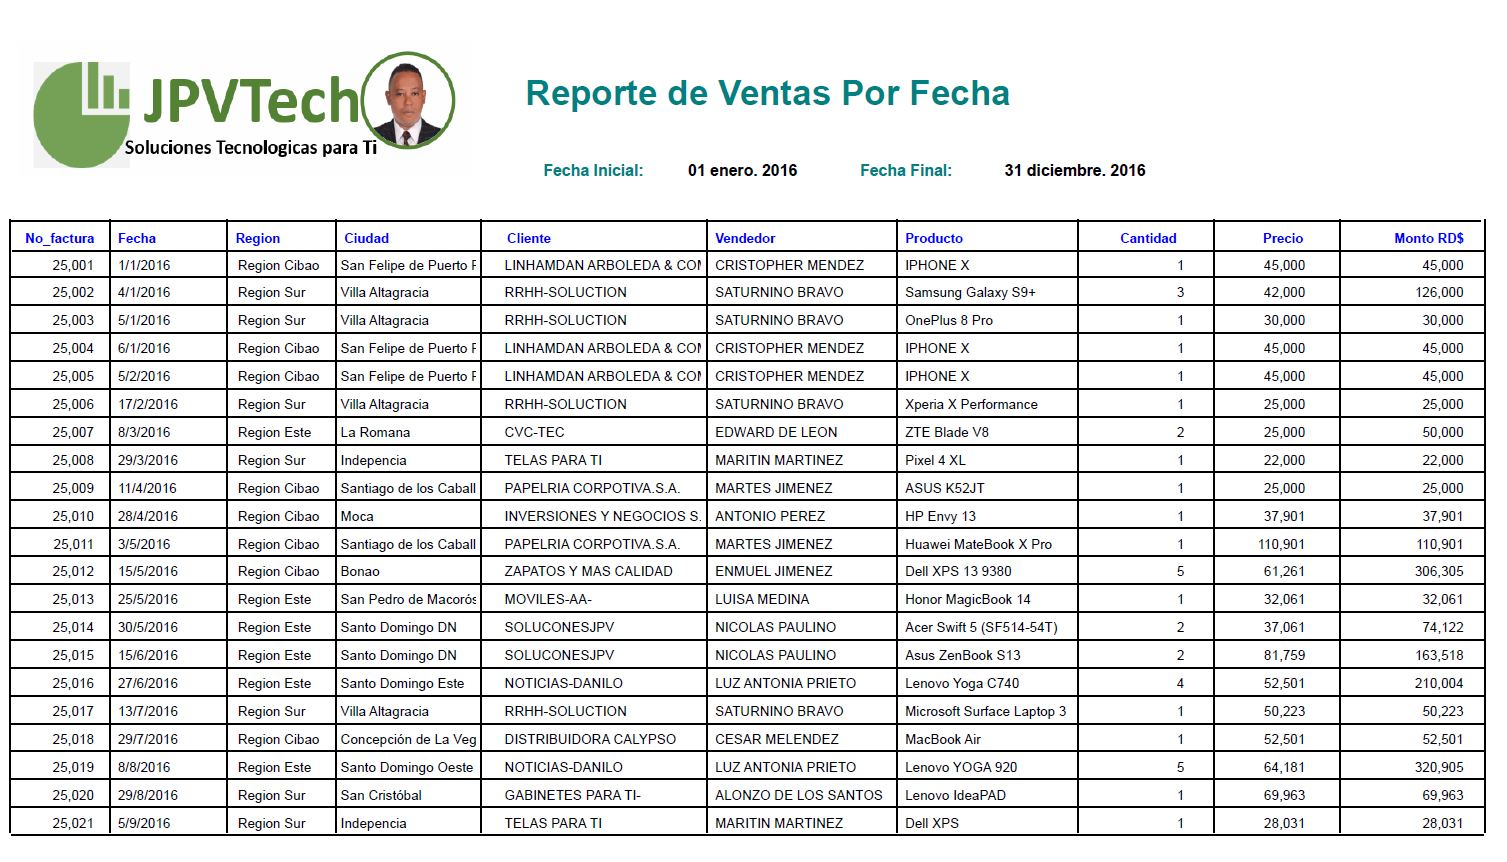 JPVTech
Soluciones Tecnologicas para Ti
Reporte de Ventas Por Fecha
Fecha Inicial: 01 enero. 2016 Fecha Final: 31 diciembre. 2016
No_factura Fecha Region Ciudad Cliente Vendedor Producto Cantidad Precio Monto RD$
25,001 1/1/2016 Region Cibao San Felipe de Puerto LINHAMDAN ARBOLEDA & CRISTOPHER MENDEZ IPHONE X 1 45,000 45,000
25,002 4/1/2016 Region Sur Villa Altagracia RRHH-SOLUCTION SATURNINO BRAVO Samsung Galaxy S9+ 3 42,000 126,000
25,003 5/1/2016 Region Sur Villa Altagracia RRHH-SOLUCTION SATURNINO BRAVO OnePlus 8 Pro 1 30,000 30,000
25,004 6/1/2016 Region Cibao San Felipe de Puerto LINHAMDAN ARBOLEDA & CRISTOPHER MENDEZ IPHONE X 1 45,000 45,000
25,005 5/2/2016 Region Cibao San Felipe de Puerto LINHAMDAN ARBOLEDA & CRISTOPHER MENDEZ IPHONE X 1 45,000 45,000
25,006 17/2/2016 Region Sur Villa Altagracia RRHH-SOLUCTION SATURNINO BRAVO Xperia X Performance 1 25,000 25,000
25,007 8/3/2016 Region Este La Romana CVC-TEC EDWARD DE LEON ZTE Blade V8 2 25,000 50,000
25,008 29/3/2016 Region Sur Indepencia TELAS PARA TI MARITIN MARTINEZ Pixel 4 XL 1 22,000 22,000
25,009 11/4/2016 Region Cibao Santiago de los Caball PAPELRIA CORPOTIVA.S.A. MARTES JIMENEZ ASUS K52JT 1 25,000 25,000
25,010 28/4/2016 Region Cibao Moca INVERSIONES Y NEGOCIOS S. ANTONIO PEREZ HP Envy 13 1 37,901 37,901
25,011 3/5/2016 Region Cibao Santiago de los Caball PAPELRIA CORPOTIVA.S.A. MARTES JIMENEZ Huawei MateBook X Pro 1 110,901 110,901
25,012 15/5/2016 Region Cibao Bonao ZAPATOS Y MAS CALIDAD ENMUEL JIMENEZ Dell XPS 13 9380 5 61,261 306,305
25,013 25/5/2016 Region Este San Pedro de Macorós MOVILES-AA- LUISA MEDINA Honor MagicBook 14 1 32,061 32,061
25,014 30/5/2016 Region Este Santo Domingo DN SOLUCONESJPV NICOLAS PAULINO Acer Swift 5 (SF514-54T) 2 37,061 74,122
25,015 15/6/2016 Region Este Santo Domingo DN SOLUCONESJPV NICOLAS PAULINO Asus ZenBook S13 2 81,759 163,518
25,016 27/6/2016 Region Este Santo Domingo Este NOTICIAS-DANILO LUZ ANTONIA PRIETO Lenovo Yoga C740 4 52,501 210,004
25,017 13/7/2016 Region Sur Villa Altagracia RRHH-SOLUCTION SATURNINO BRAVO Microsoft Surface Laptop 3 1 50,223 50,223
25,018 29/7/2016 Region Cibao Concepción de La Veg DISTRIBUIDORA CALYPSO CESAR MELENDEZ MacBook Air 1 52,501 52,501
25,019 8/8/2016 Region Este Santo Domingo Oeste NOTICIAS-DANILO LUZ ANTONIA PRIETO Lenovo YOGA 920 5 64,181 320,905
25,020 29/8/2016 Region Sur San Cristóbal GABINETES PARA TI- ALONZO DE LOS SANTOS Lenovo IdeaPAD 1 69,963 69,963
25,021 5/9/2016 Region Sur Indepencia TELAS PARA TI MARITIN MARTINEZ Dell XPS 1 28,031 28,031